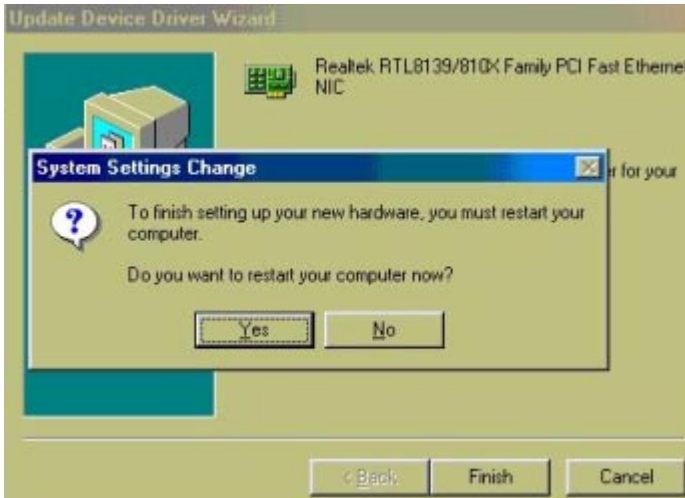 Update Device Driver Wizard
Realtek RTL8139/810X Family PCI Fast Etherne
NIC
System Settings Change
r for your
To finish setting up your new hardware, you must restart your
computer.
Do you want to restart your computer now?
Yes
No
< Back
Finish
Cancel